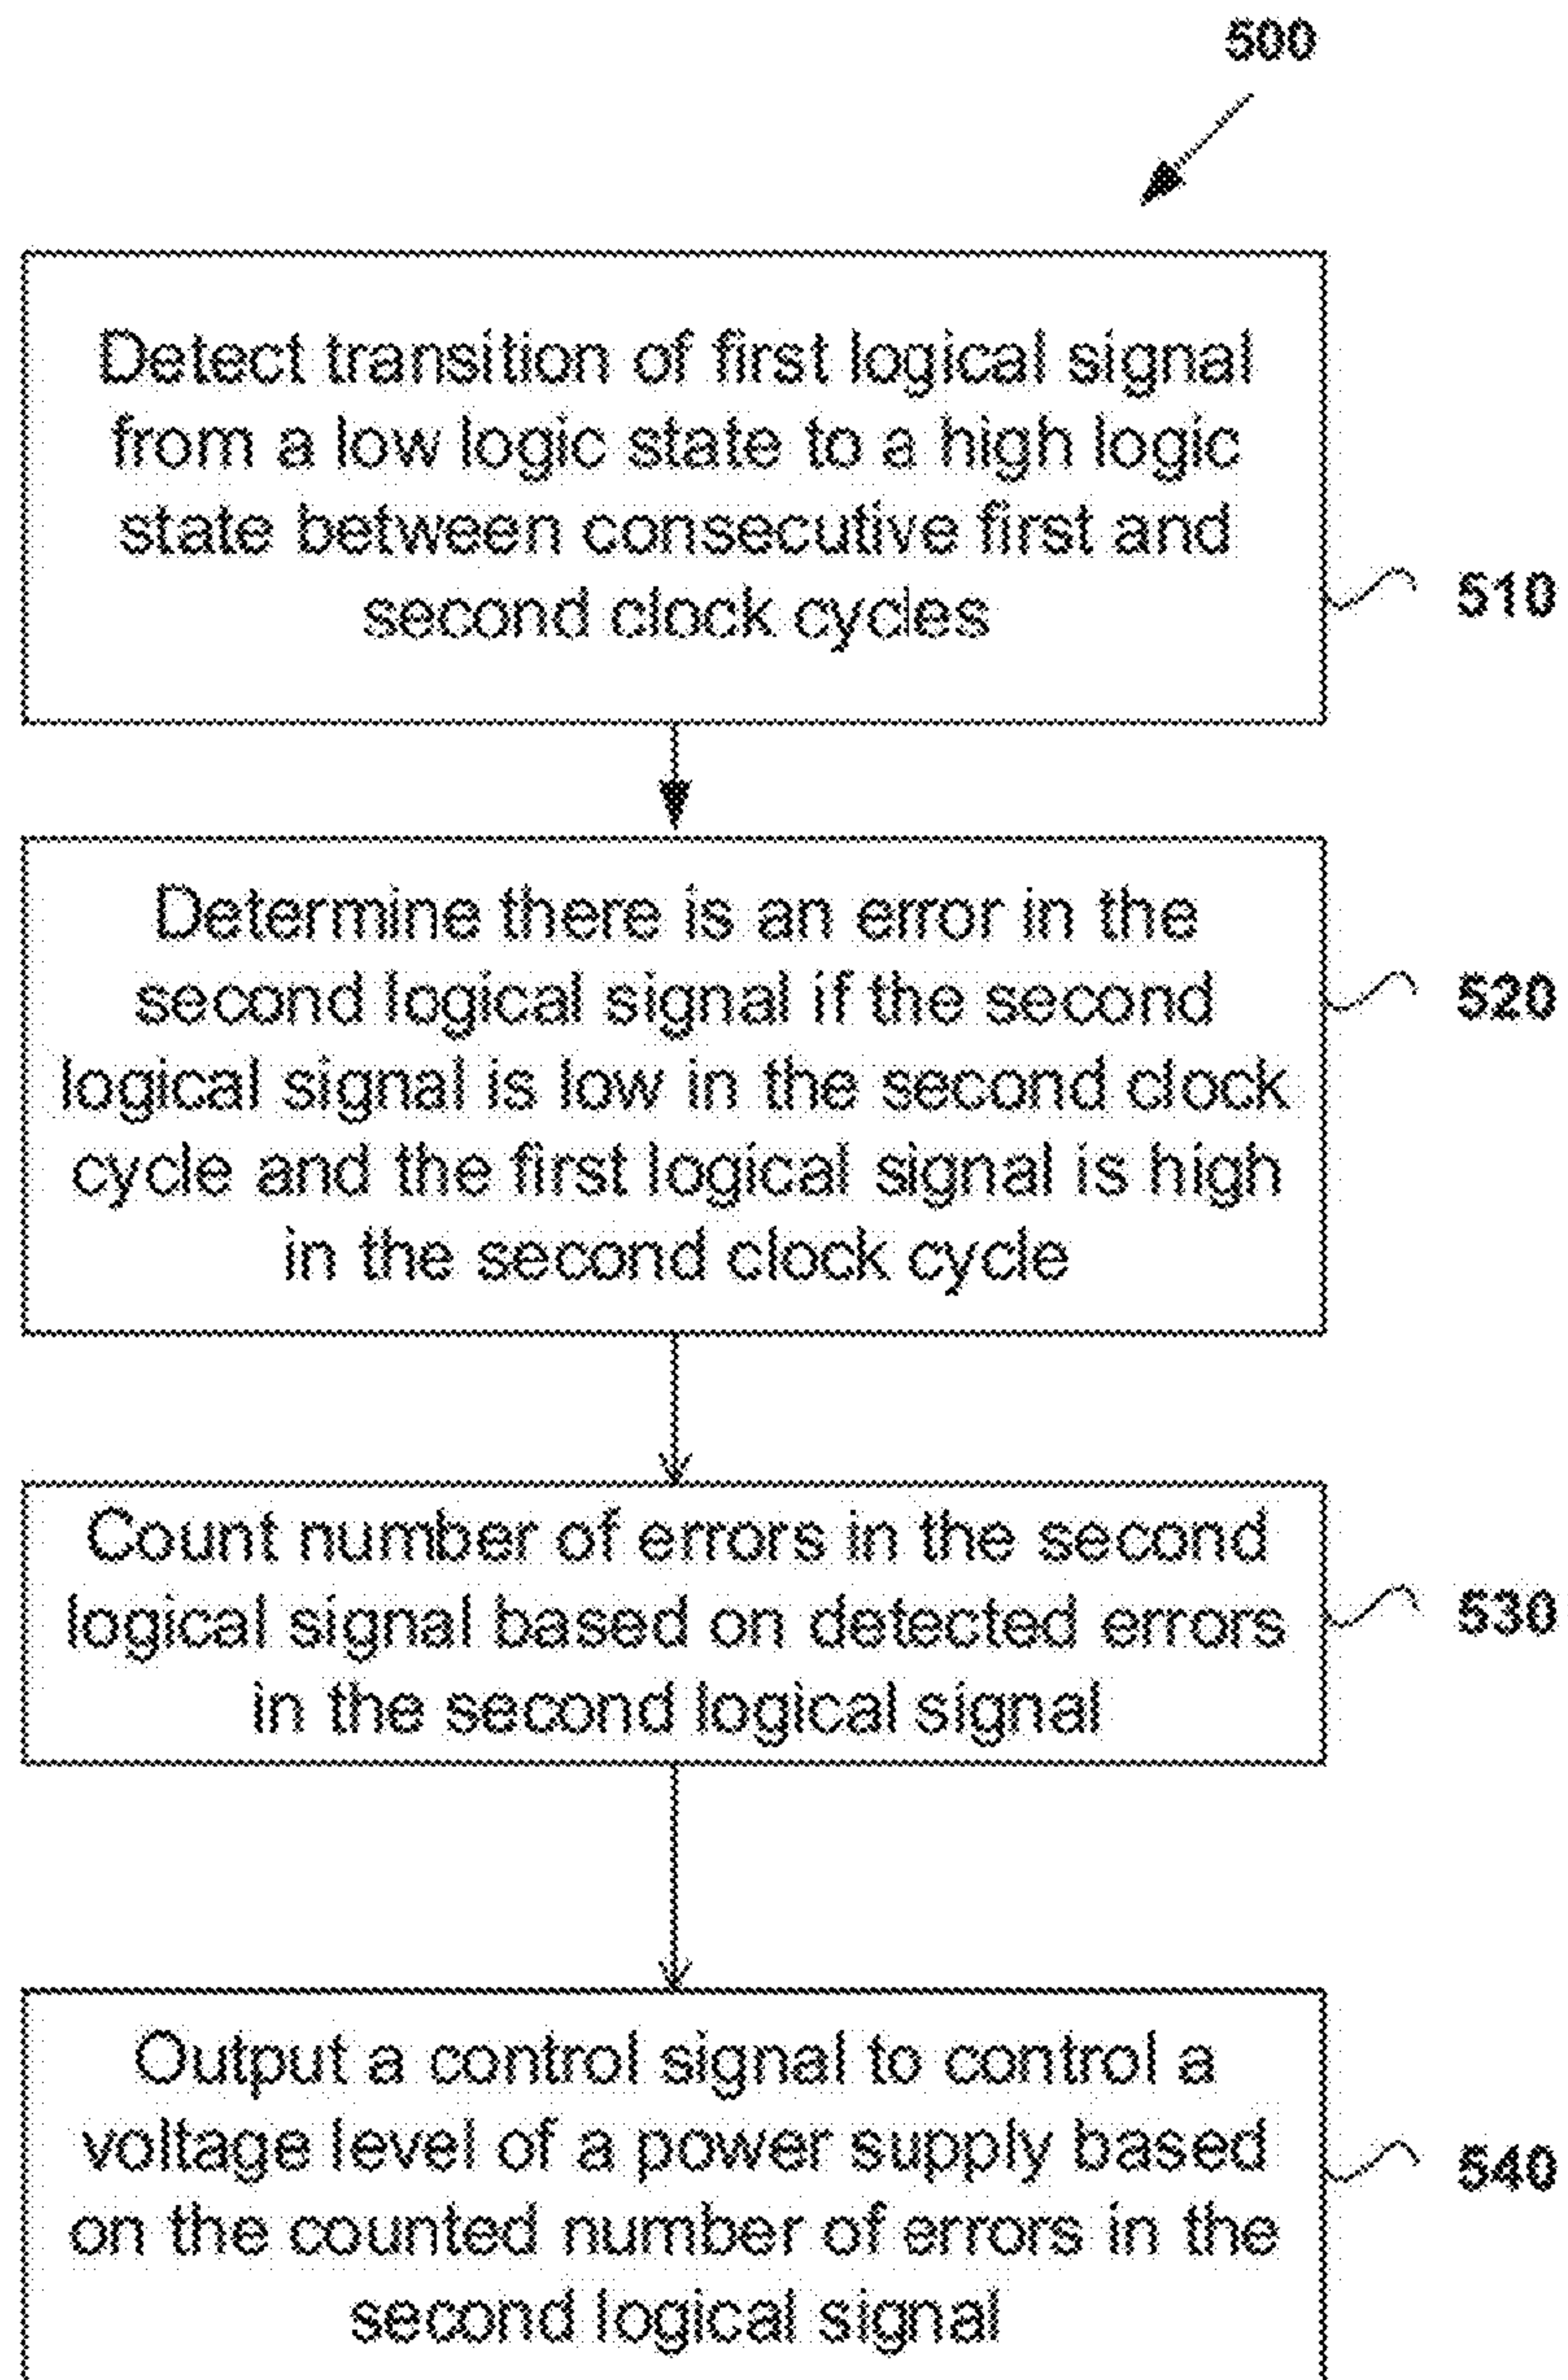 500
Detect transition of first logical signal
from a low logic state to a high logic
state between consecutive first and
second clock cycles
510
Determine there is an error in the
second logical signal if the second
logical signal is low in the second clock
cycle and the first logical signal is high
in the second clock cycle
520
Count number of errors in the second
logical signal based on detected errors
in the second logical signal
530
Output a control signal to control a
voltage level of a power supply based
on the counted number of errors in the
second logical signal
540